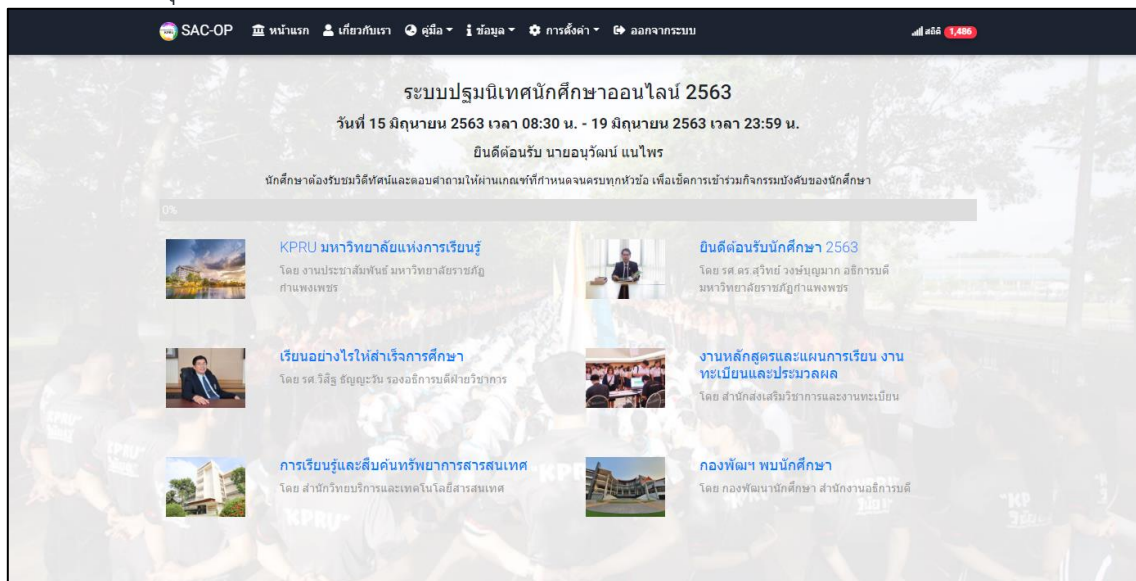 SAC-OP หน้าแรก เกี่ยวกับเรา คู่มือ ข้อมูล การตั้งค่า ออกจากระบบ สถิติ 1,486
ระบบปฐมนิเทศนักศึกษาออนไลน์ 2563
วันที่ 15 มิถุนายน 2563 เวลา 08:30 น. - 19 มิถุนายน 2563 เวลา 23:59 น.
ยินดีต้อนรับ นายอนุวัฒน์ แนไพร
นักศึกษาต้องรับชมวิดีทัศน์และตอบคำถามให้ผ่านเกณฑ์ที่กำหนดจนครบทุกหัวข้อ เพื่อเช็คการเข้าร่วมกิจกรรมบังคับของนักศึกษา
0%
KPRU มหาวิทยาลัยแห่งการเรียนรู้
โดย งานประชาสัมพันธ์ มหาวิทยาลัยราชภัฏ
กำแพงเพชร
ยินดีต้อนรับนักศึกษา 2563
โดย รศ.ดร.สุวิทย์ วงษ์บุญมาก อธิการบดี
มหาวิทยาลัยราชภัฏกำแพงเพชร
เรียนอย่างไรให้สำเร็จการศึกษา
โดย รศ.วิสิฐ ธัญญะวัน รองอธิการบดีฝ่ายวิชาการ
งานหลักสูตรและแผนการเรียน งาน
ทะเบียนและประมวลผล
โดย สำนักส่งเสริมวิชาการและงานทะเบียน
การเรียนรู้และสืบค้นทรัพยาการสารสนเทศ
โดย สำนักวิทยบริการและเทคโนโลยีสารสนเทศ
กองพัฒฯ พบนักศึกษา
โดย กองพัฒนานักศึกษา สำนักงานอธิการบดี